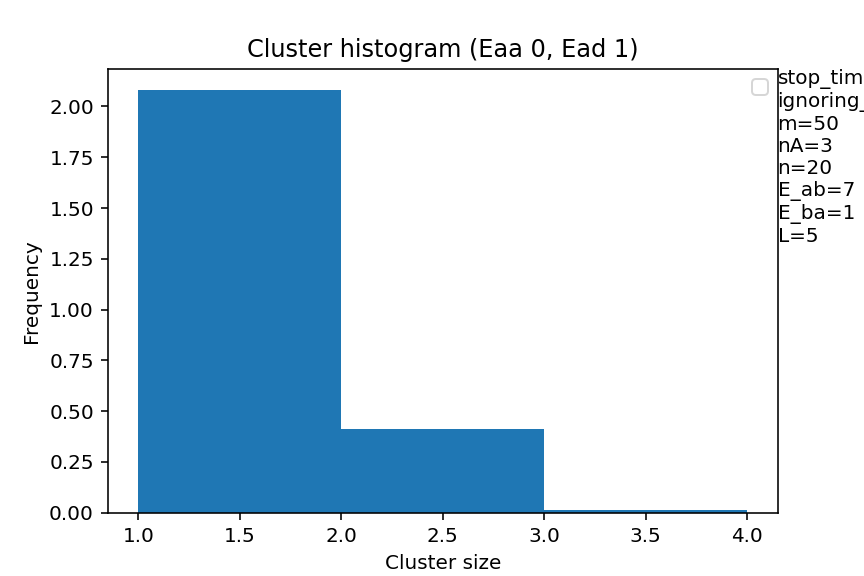 Cluster histogram (Eaa 0, Ead 1)
stop_tim
ignoring_
m=50
nA=3
n=20
E_ab=7
E_ba=1
L=5
Frequency
2.00
1.75
1.50
1.25
1.00
0.75
0.50
0.25
0.00
1.0 1.5 2.0 2.5 3.0 3.5 4.0
Cluster size